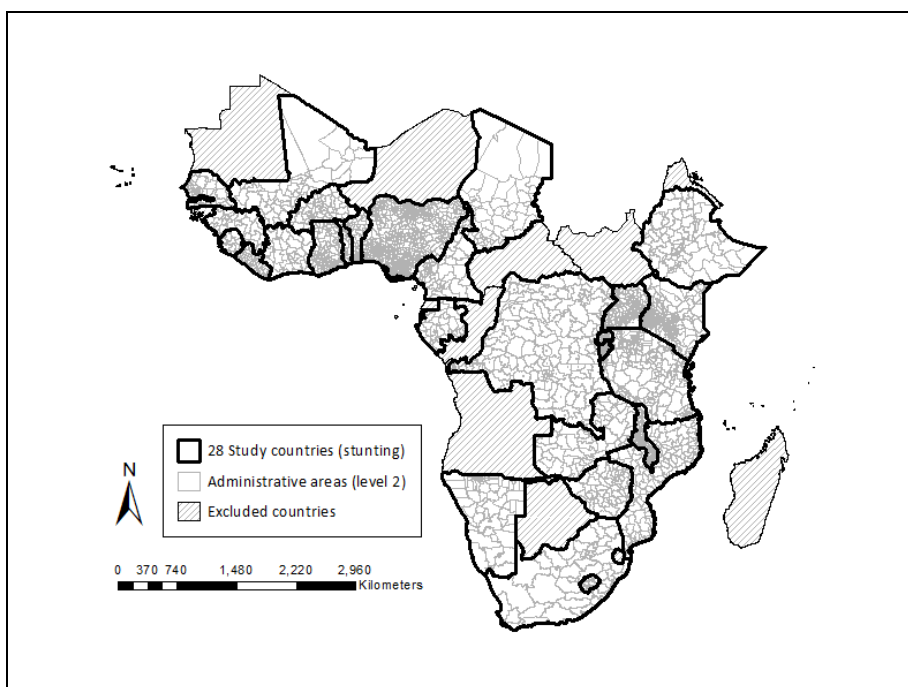 28 Study countries (stunting)
Administrative areas (level 2)
Excluded countries
N
0 370 740 1,480 2,220 2,960
Kilometers